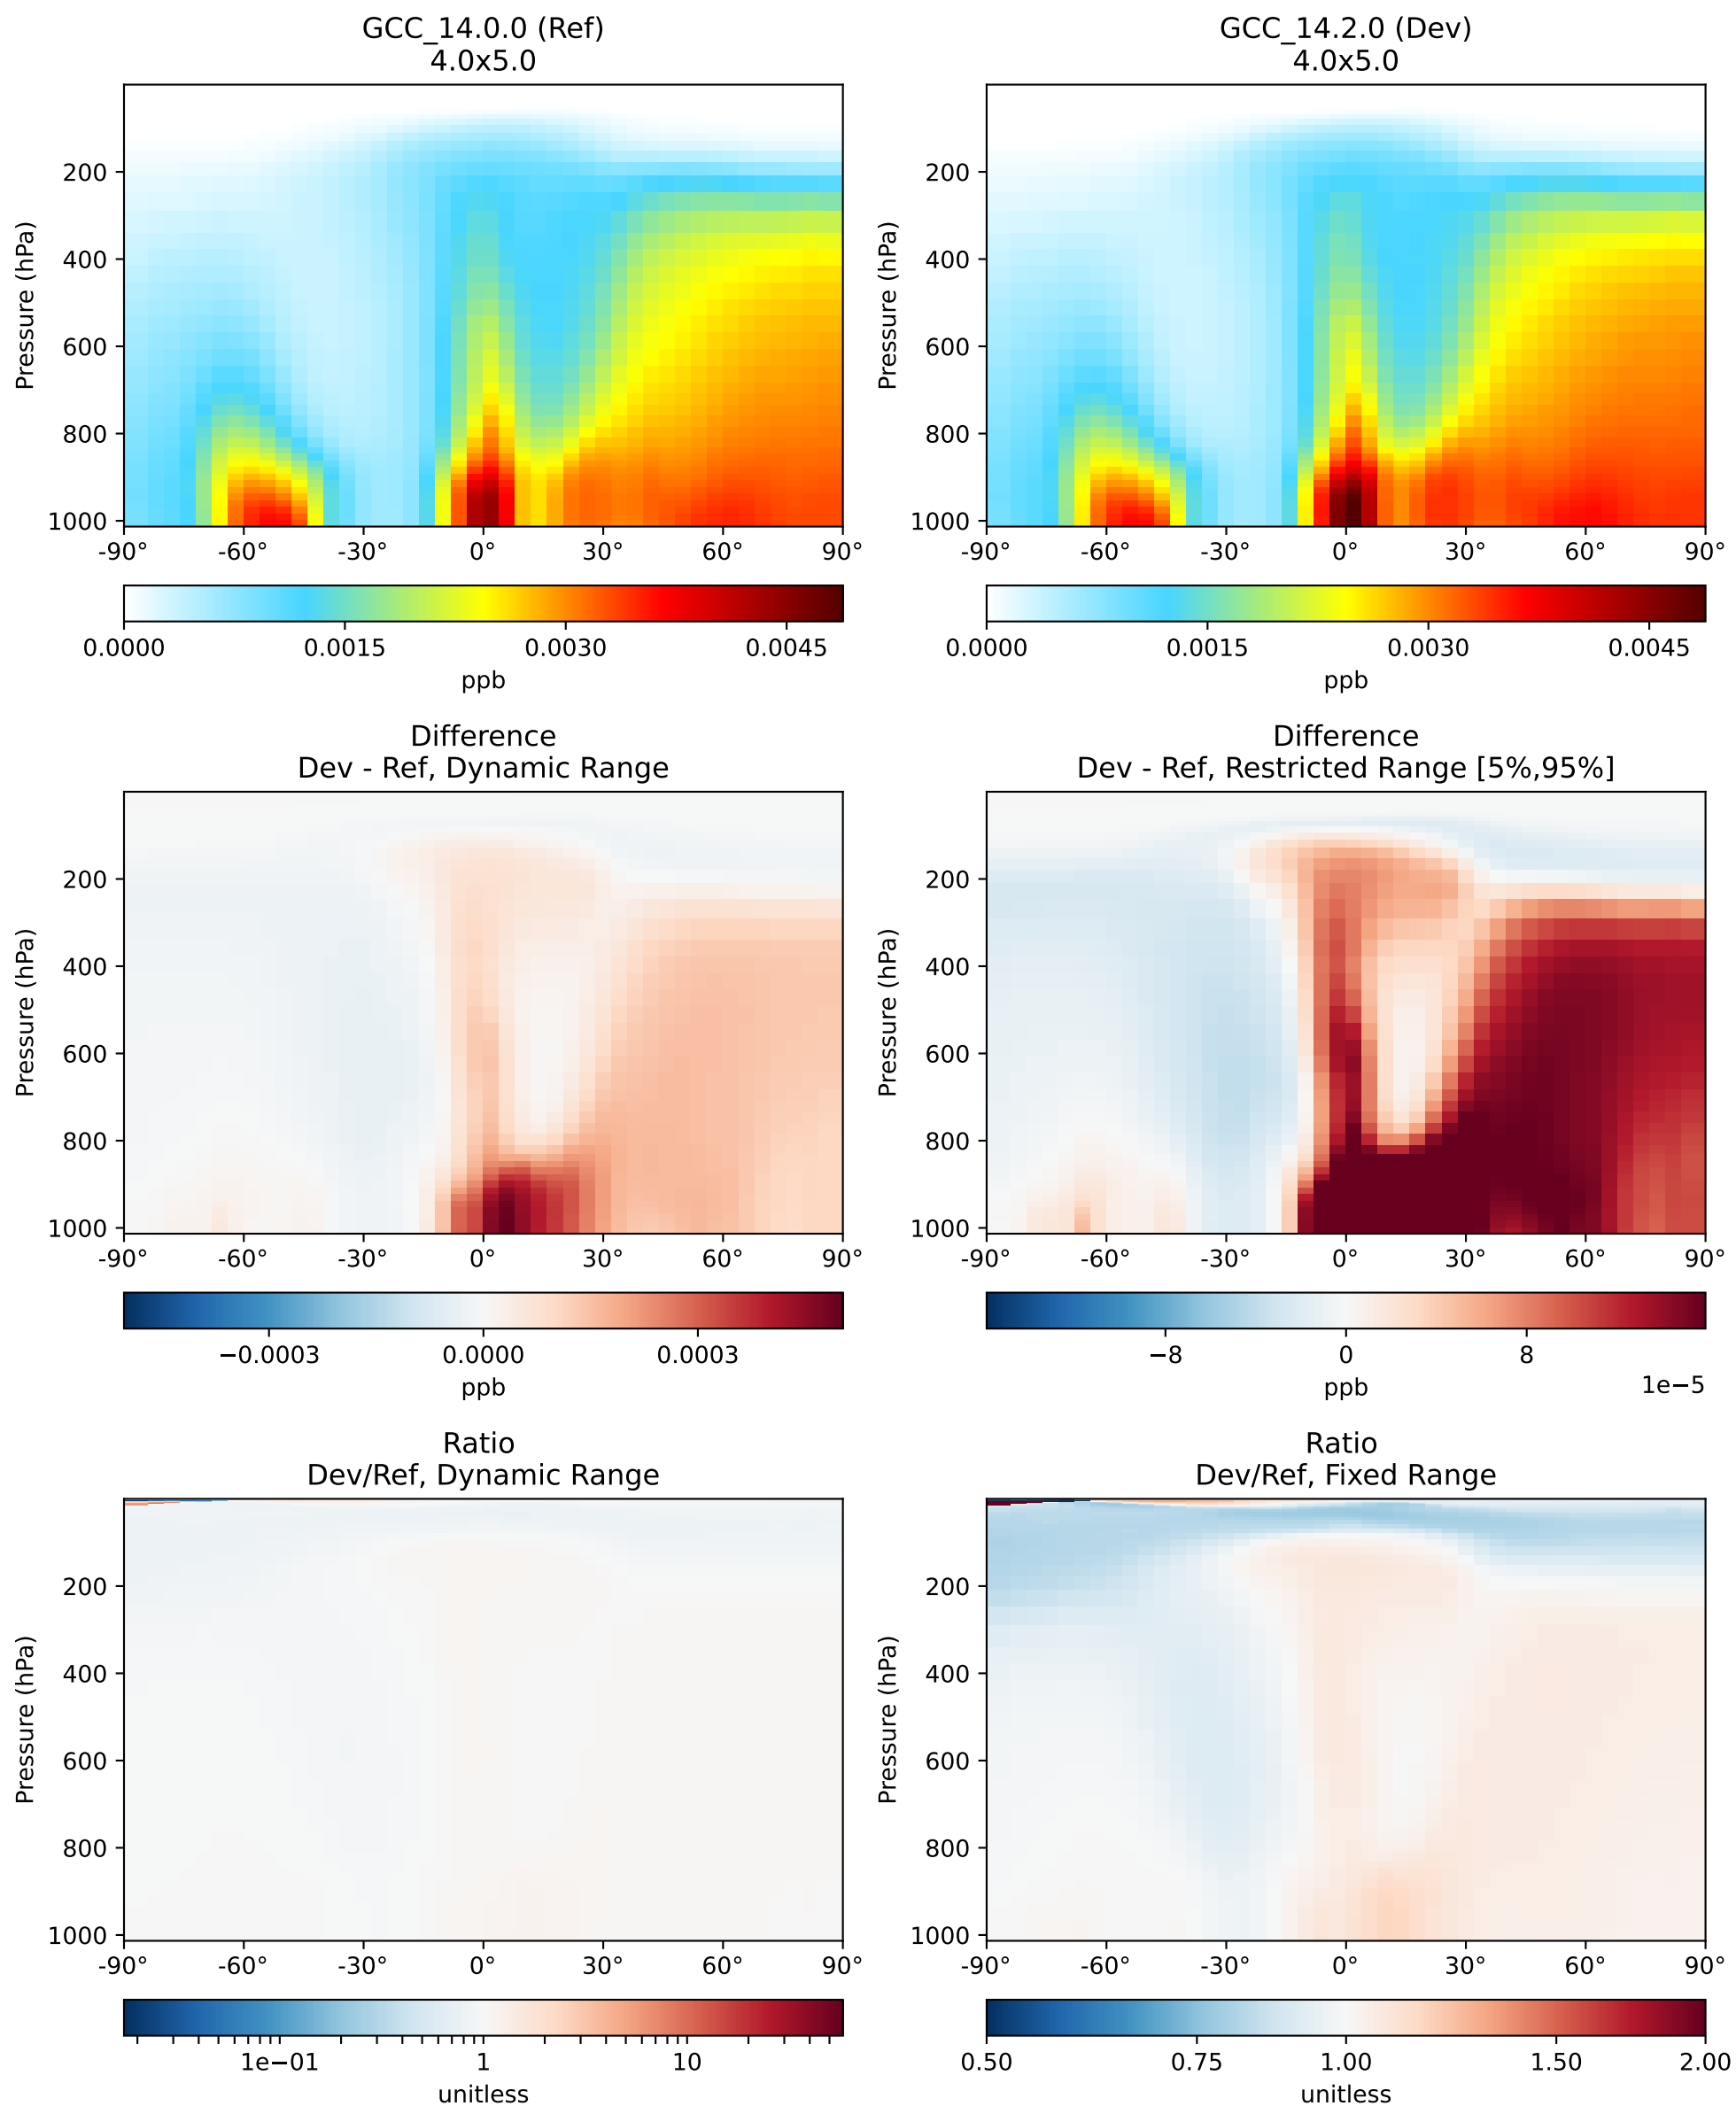 GCC_14.0.0 (Ref)
4.0x5.0
Pressure (hPa)
200
400
600
800
1000
-90° -60° -30° 0° 30° 60° 90°
0.0000 0.0015 0.0030 0.0045
ppb
GCC_14.2.0 (Dev)
4.0x5.0
Pressure (hPa)
200
400
600
800
1000
-90° -60° -30° 0° 30° 60° 90°
0.0000 0.0015 0.0030 0.0045
ppb
Difference
Dev - Ref, Dynamic Range
Pressure (hPa)
200
400
600
800
1000
-90° -60° -30° 0° 30° 60° 90°
−0.0003 0.0000 0.0003
ppb
Difference
Dev - Ref, Restricted Range [5%,95%]
Pressure (hPa)
200
400
600
800
1000
-90° -60° -30° 0° 30° 60° 90°
−8 0 8
ppb
1e−5
Ratio
Dev/Ref, Dynamic Range
Pressure (hPa)
200
400
600
800
1000
-90° -60° -30° 0° 30° 60° 90°
1e−01 1 10
unitless
Ratio
Dev/Ref, Fixed Range
Pressure (hPa)
200
400
600
800
1000
-90° -60° -30° 0° 30° 60° 90°
0.50 0.75 1.00 1.50 2.00
unitless